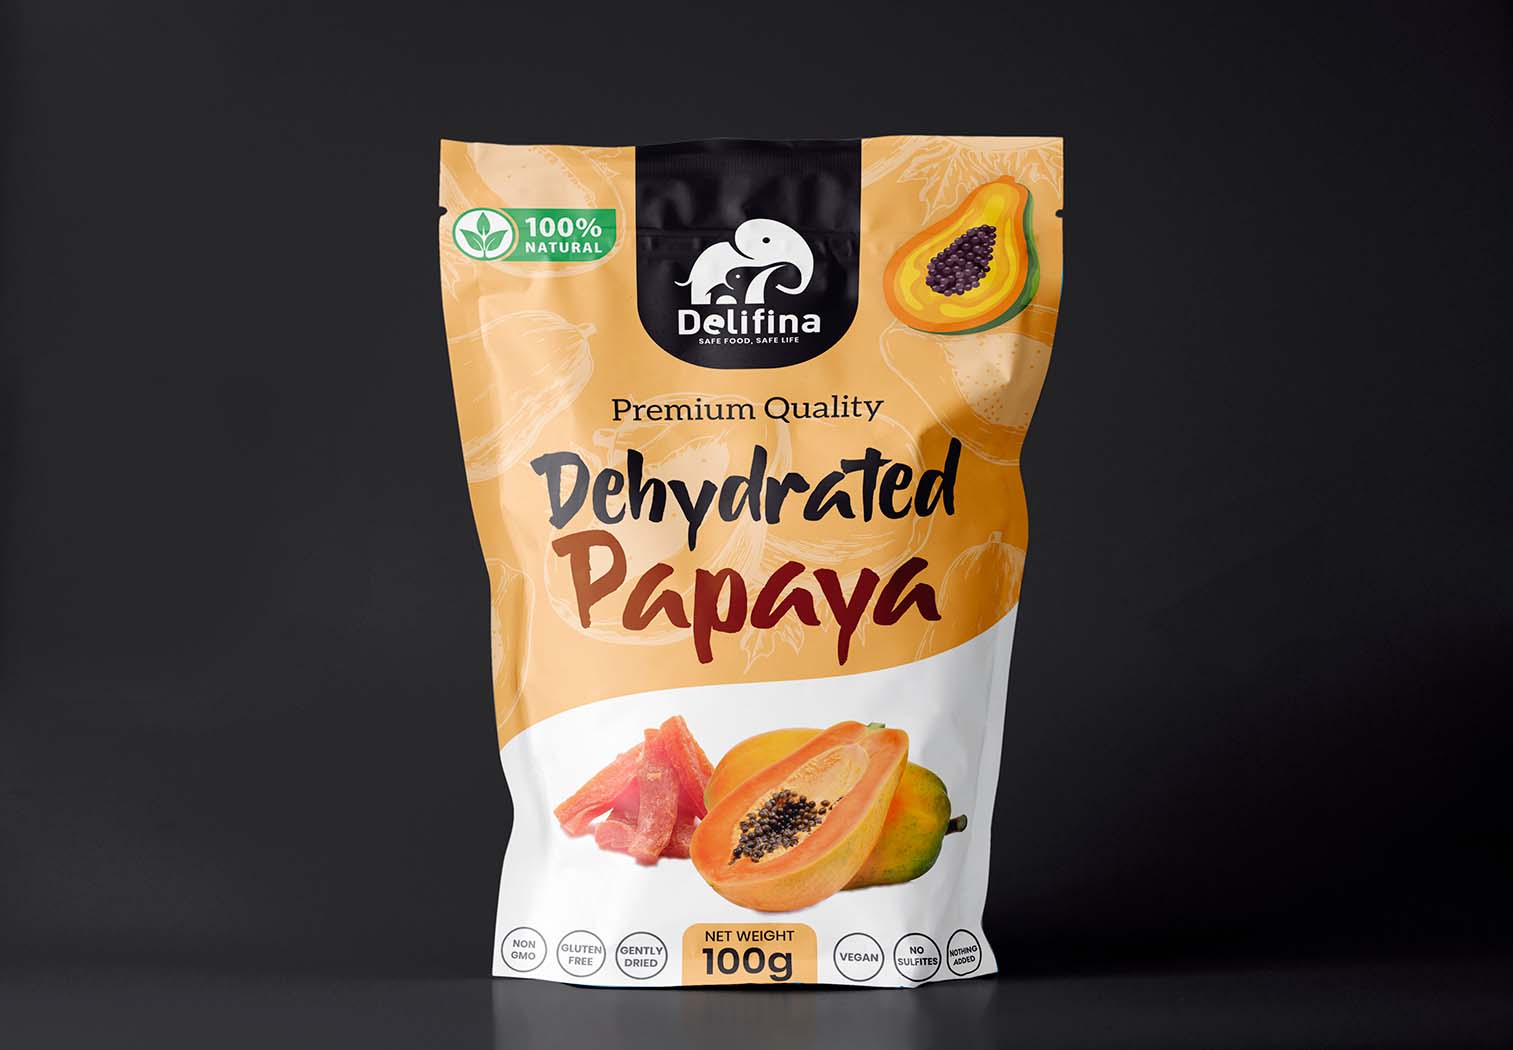 100%
NATURAL
Delifina
SAFE FOOD, SAFE LIFE
Premium Quality
Dehydrated
Papaya
NON
GMO
GLUTEN
FREE
GENTLY
DRIED
NET WEIGHT
100g
VEGAN
NO
SULFITES
NOTHING
ADDED